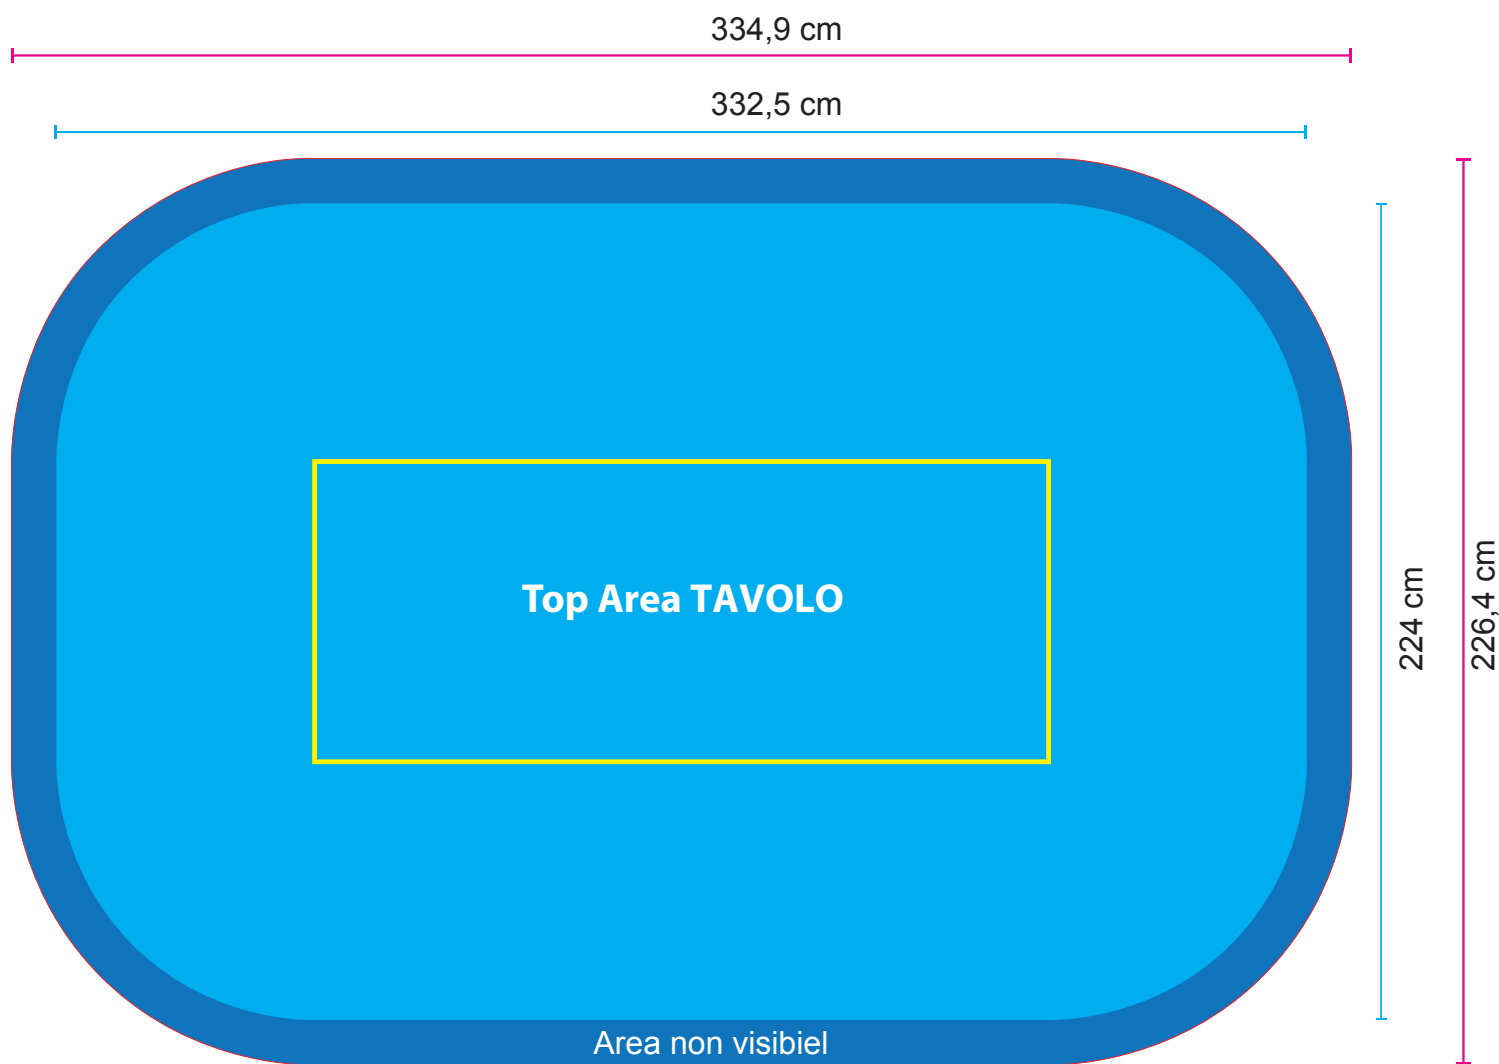 334,9 cm
332,5 cm
Top Area TAVOLO
224 cm
226,4 cm
Area non visibiel